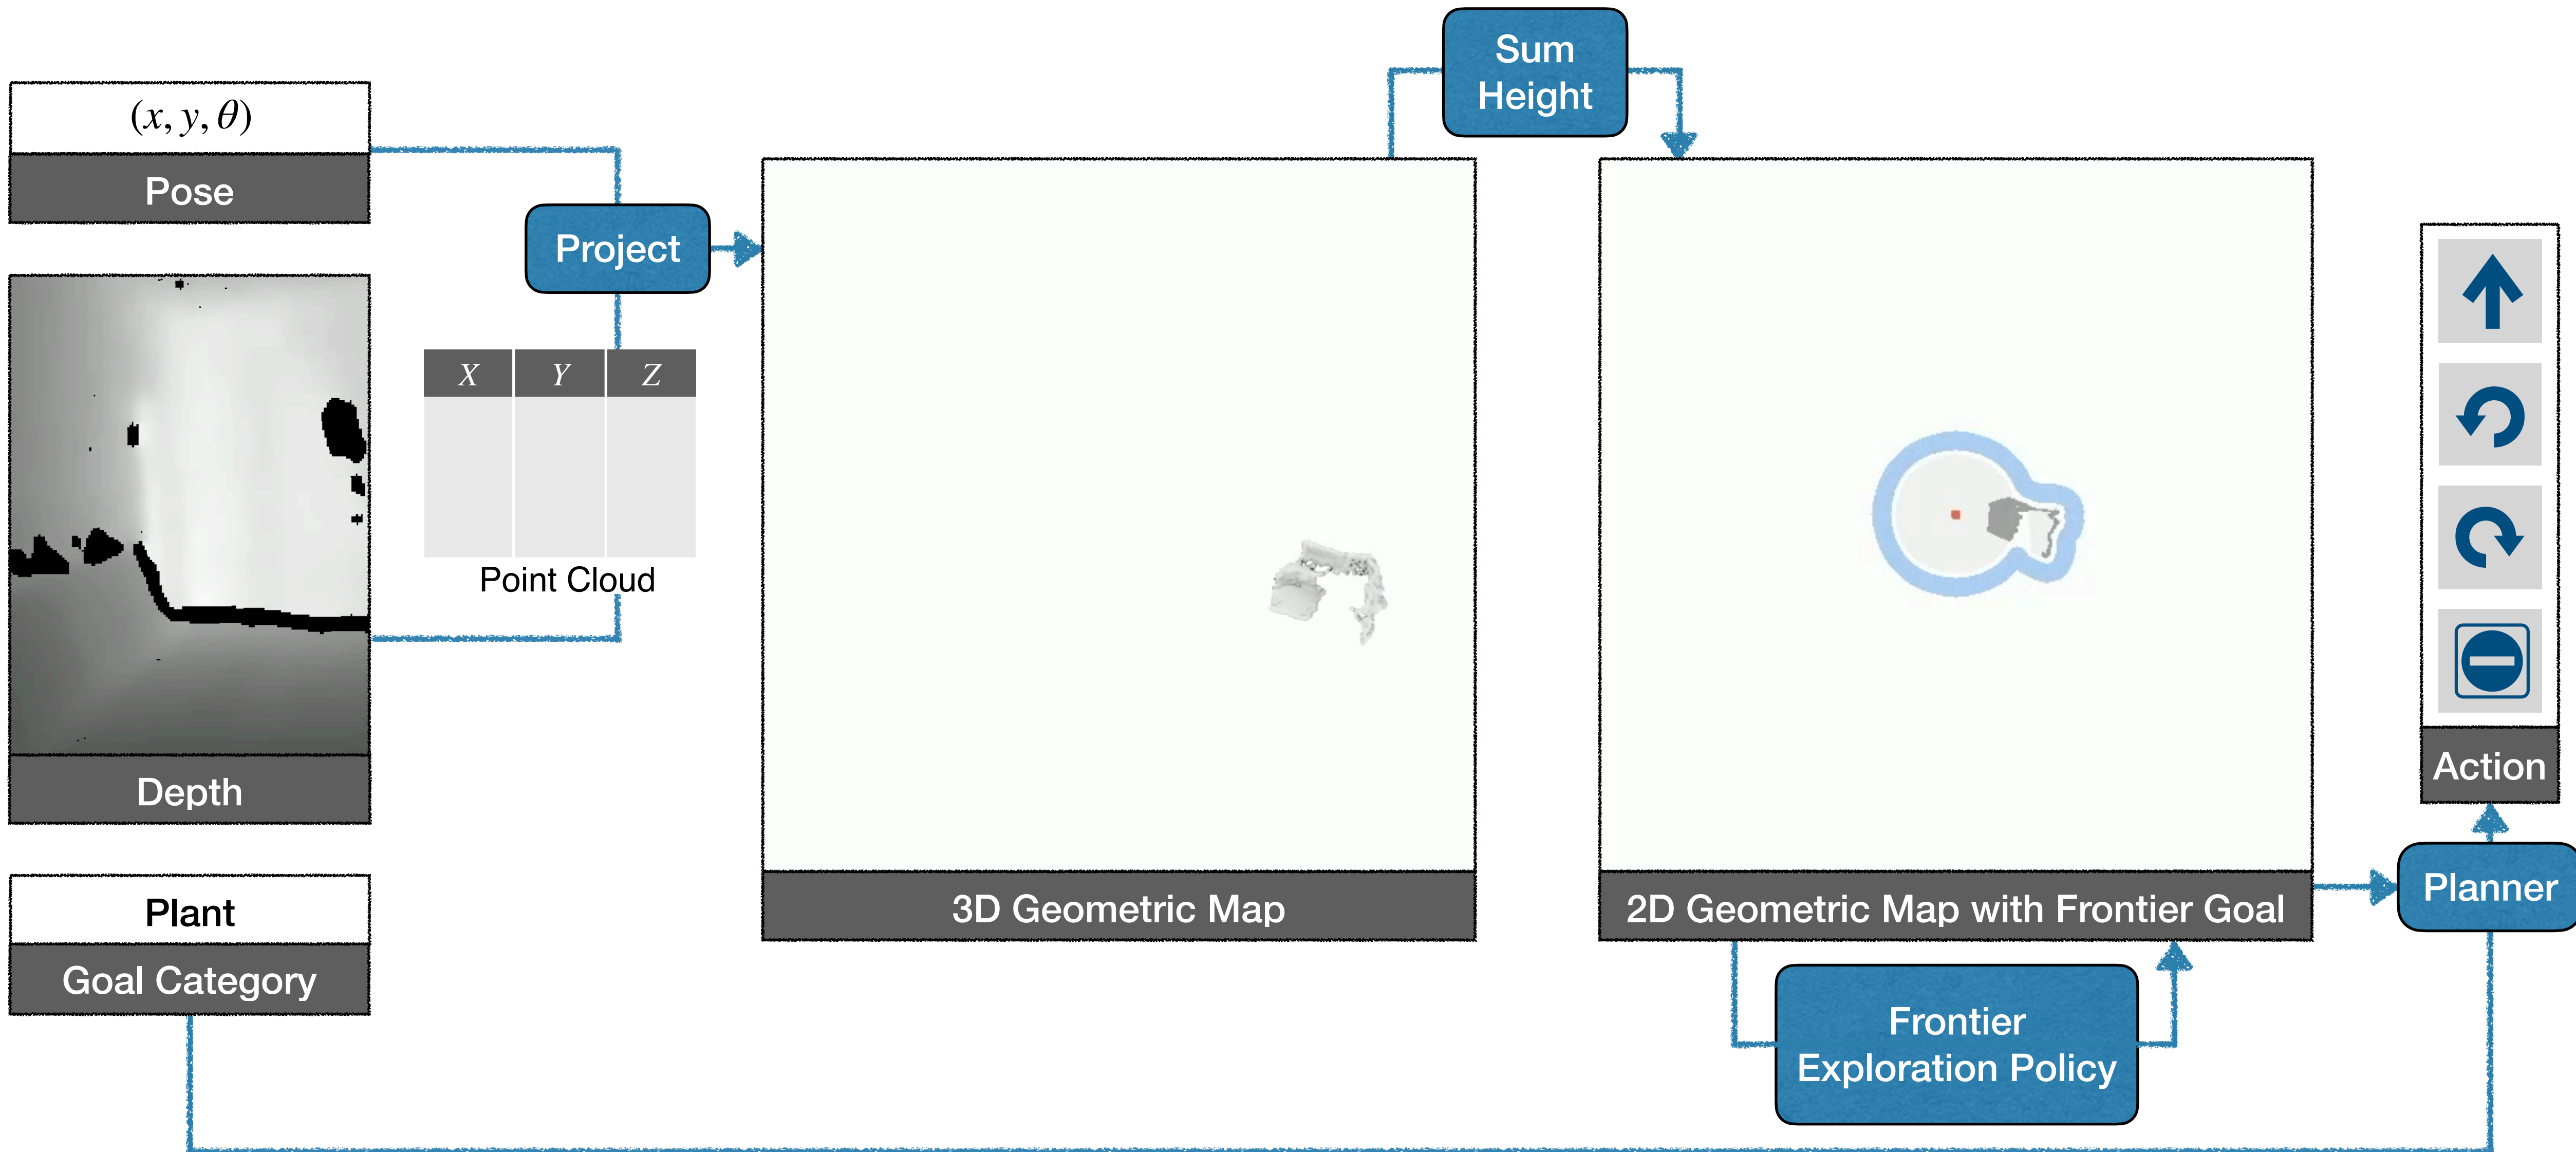 (x, y, θ)
Pose
Depth
Plant
Goal Category
Project
X Y Z
Point Cloud
3D Geometric Map
Sum
Height
2D Geometric Map with Frontier Goal
Frontier
Exploration Policy
Action
Planner